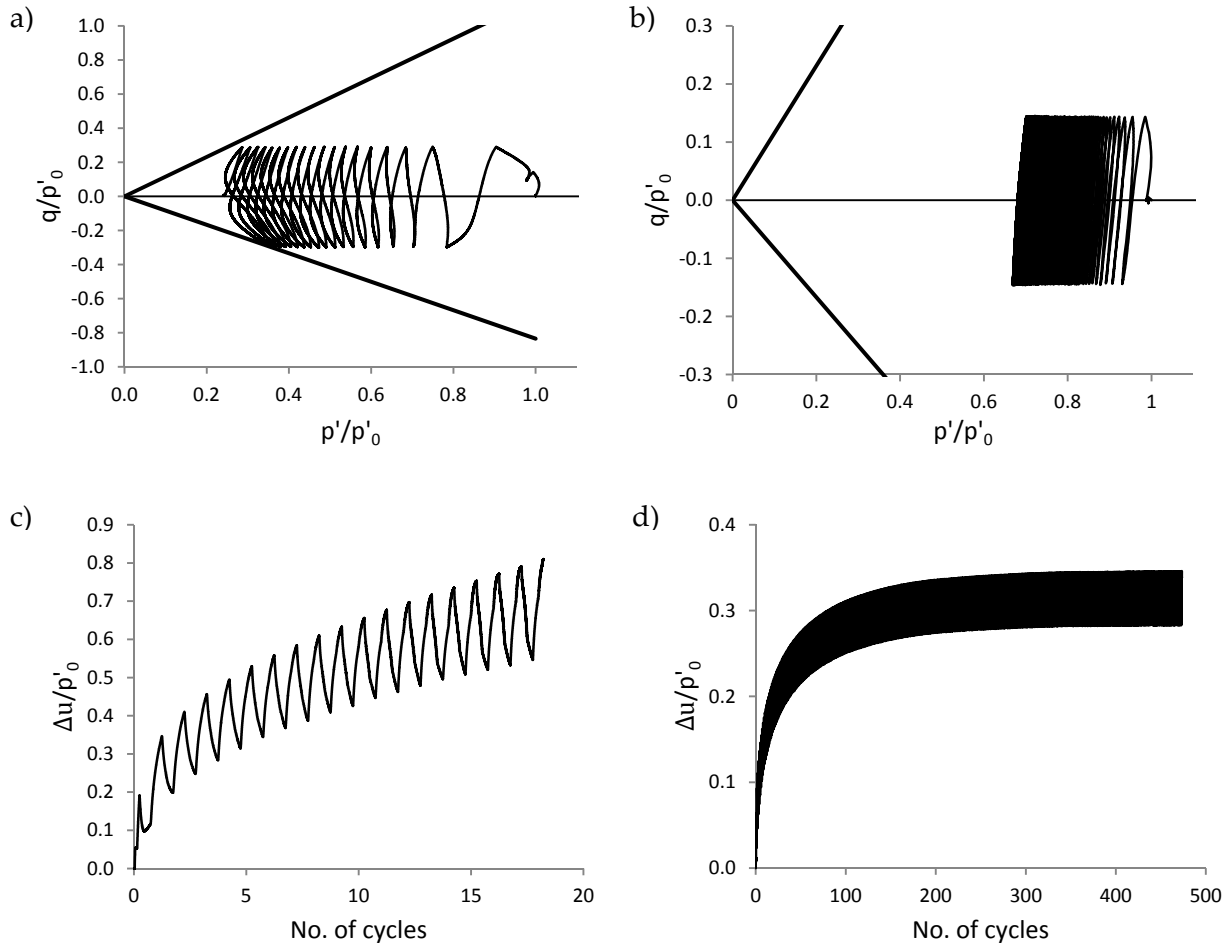 a)
1.0
0.8
0.6
0.4
0.2
0.0
-0.2
-0.4
-0.6
-0.8
-1.0
q/p'₀
0.0 0.2 0.4 0.6 0.8 1.0
p'/p'₀
b)
0.3
0.2
0.1
0.0
-0.1
-0.2
-0.3
q/p'₀
0 0.2 0.4 0.6 0.8 1
p'/p'₀
c)
0.9
0.8
0.7
0.6
0.5
0.4
0.3
0.2
0.1
0.0
Δu/p'₀
0 5 10 15 20
No. of cycles
d)
0.4
0.3
0.2
0.1
0.0
Δu/p'₀
0 100 200 300 400 500
No. of cycles